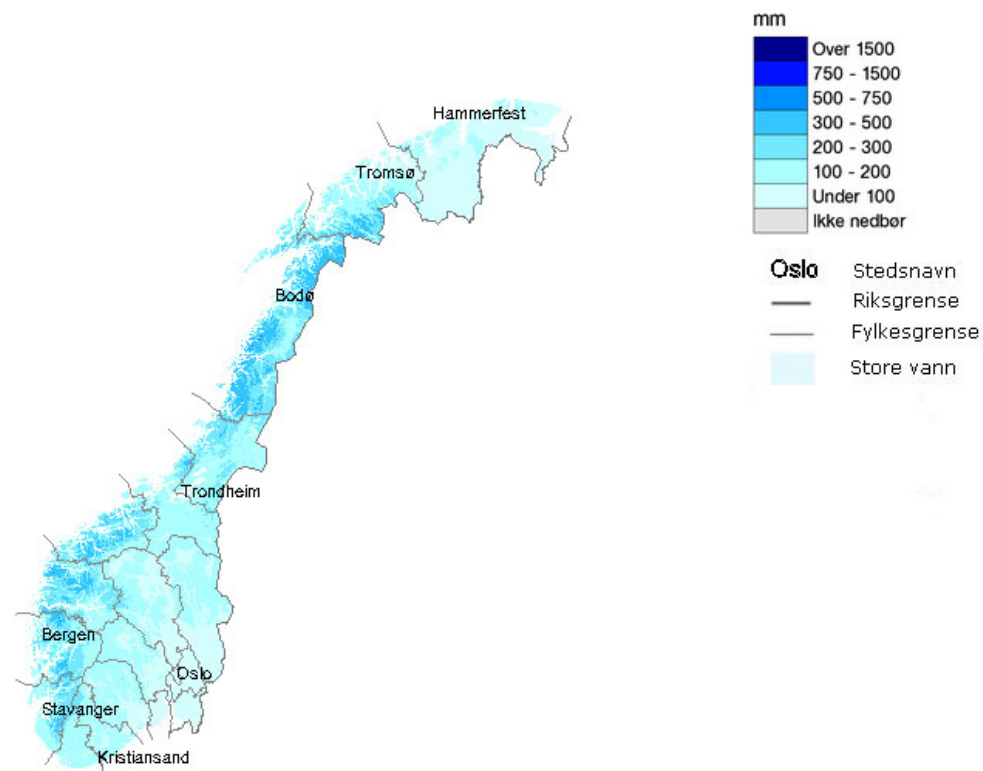 mm
Over 1500
750 - 1500
500 - 750
300 - 500
200 - 300
100 - 200
Under 100
Ikke nedbør
Oslo Stedsnavn
Riksgrense
Fylkesgrense
Store vann
Hammerfest
Tromsø
Bodø
Trondheim
Bergen
Oslo
Stavanger
Kristiansand